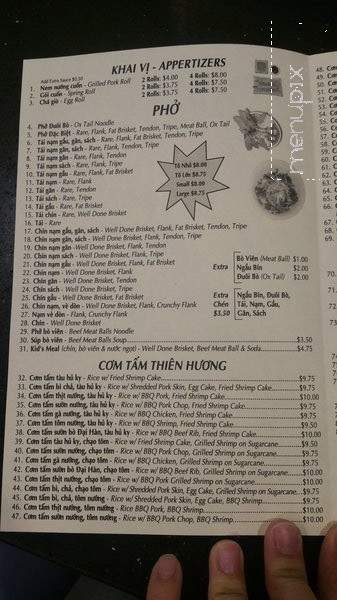 KHAI VỊ - APPERTIZERS
Add Extra Sauce $0.50
1. Nem nướng cuốn - Grilled Pork Roll 2 Rolls: $4.00 4 Rolls: $8.00
2. Gỏi cuốn - Spring Roll 2 Rolls: $3.75 4 Rolls: $7.50
3. Chả giò - Egg Roll 2 Rolls: $3.75 4 Rolls: $7.50
PHỞ
4. Phở Đuôi Bò - Ox Tail Noodle
5. Phở Đặc Biệt - Rare, Flank, Fat Brisket, Tendon, Tripe, Meat Ball, Ox Tail
6. Tái nạm gầu, gân, sách - Rare, Flank, Fat Brisket, Tendon, Tripe
7. Tái nạm gân, sách - Rare, Flank, Tendon, Tripe
8. Tái nạm gân - Rare, Flank, Tendon
9. Tái nạm sách - Rare, Flank, Tripe
10. Tái nạm gầu - Rare, Flank, Fat Brisket
11. Tái nạm - Rare, Flank
12. Tái gân - Rare, Tendon
13. Tái sách - Rare, Tripe
14. Tái gầu - Rare, Fat Brisket
15. Tái chín - Rare, Well Done Brisket
16. Tái - Rare
Tô Nhỏ $8.00
Tô Lớn $8.75
Small $8.00
Large $8.75
17. Chín nạm gầu, gân, sách - Well Done Brisket, Flank, Fat Brisket, Tendon, Tripe
18. Chín nạm gân, sách - Well Done Brisket, Flank, Tendon, Tripe
19. Chín nạm gân - Well Done Brisket, Flank, Tendon
20. Chín nạm sách - Well Done Brisket, Flank, Tripe
21. Chín nạm gầu - Well Done Brisket, Flank, Fat Brisket
22. Chín nạm - Well Done Brisket, Flank
23. Chín gân - Well Done Brisket, Tendon
24. Chín sách - Well Done Brisket, Tripe
25. Chín gầu - Well Done Brisket, Fat Brisket
26. Chín nạm, vè dòn - Well Done Brisket, Flank, Crunchy Flank
27. Nạm vè dòn - Flank, Crunchy Flank
28. Chín - Well Done Brisket
29. Phở bò viên - Beef Meat Balls Noodle
Extra
Bò Viên (Meat Ball) $1.00
Ngầu Bín $2.00
Đuôi Bò (Ox Tail) $2.00
Extra
Chén
$3.50
Ngầu Bín, Đuôi Bò,
Tái, Nạm, Gầu,
Gân, Sách
30. Súp bò viên - Beef Meat Balls Soup $3.50
31. Kid's Meal (chín, bò viên & nước ngọt) - Well Done Brisket, Beef Meat Ball & Soda $4.75
CƠM TẤM THIÊN HƯƠNG
32. Cơm tấm tàu hủ ky - Rice w/ Fried Shrimp Cake $9.75
33. Cơm tấm bì chả, tàu hủ ky - Rice w/ Shredded Pork Skin, Egg Cake, Fried Shrimp Cake $9.75
34. Cơm tấm thịt nướng, tàu hủ ky - Rice w/ BBQ Pork, Fried Shrimp Cake $10.00
35. Cơm tấm sườn nướng, tàu hủ ky - Rice w/ BBQ Pork Chop, Fried Shrimp Cake $9.75
36. Cơm tấm gà nướng, tàu hủ ky - Rice w/ BBQ Chicken, Fried Shrimp Cake $9.75
37. Cơm tấm tôm nướng, tàu hủ ky - Rice w/ BBQ Shrimp, Fried Shrimp Cake $9.50
38. Cơm tấm sườn bò Đại Hàn, tàu hủ ky - Rice w/ BBQ Beef Rib, Fried Shrimp Cake $10.00
39. Cơm tấm tàu hủ ky, chạo tôm - Rice w/ Fried Shrimp Cake, Grilled Shrimp on Sugarcane $9.50
40. Cơm tấm sườn nướng, chạo tôm - Rice w/ BBQ Pork Chop, Grilled Shrimp on Sugarcane $9.75
41. Cơm tấm gà nướng, chạo tôm - Rice w/ BBQ Chicken, Grilled Shrimp on Sugarcane $9.75
42. Cơm tấm sườn bò Đại Hàn, chạo tôm - Rice w/ BBQ Beef Rib, Grilled Shrimp on Sugarcane $10.00
43. Cơm tấm thịt nướng, chạo tôm - Rice w/ BBQ Pork Grilled Shrimp on Sugarcane $9.75
44. Cơm tấm bì, chả, chạo tôm - Rice w/ Shredded Pork Skin, Egg Cake, Grilled Shrimp on Sugarcane $9.75
45. Cơm tấm bì, chả, tôm nướng - Rice w/ Shredded Pork Skin, Egg Cake, BBQ Shrimp $9.75
46. Cơm tấm thịt nướng, tôm nướng - Rice BBQ Pork, BBQ Shrimp $10.00
47. Cơm tấm sườn nướng, tôm nướng - Rice w/ BBQ Pork Chop, BBQ Shrimp $10.00
menupix